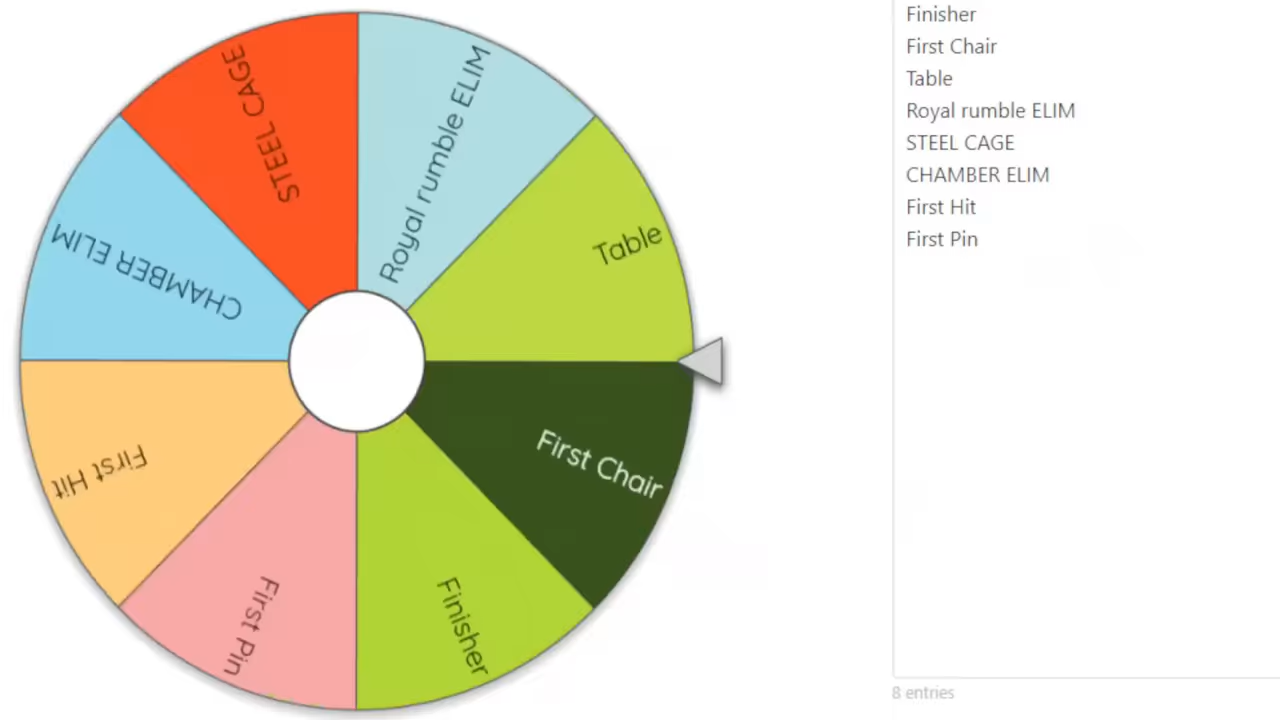 STEEL CAGE
Royal rumble ELIM
CHAMBER ELIM
Table
First Hit
First Chair
First Pin
Finisher
Finisher
First Chair
Table
Royal rumble ELIM
STEEL CAGE
CHAMBER ELIM
First Hit
First Pin
8 entries